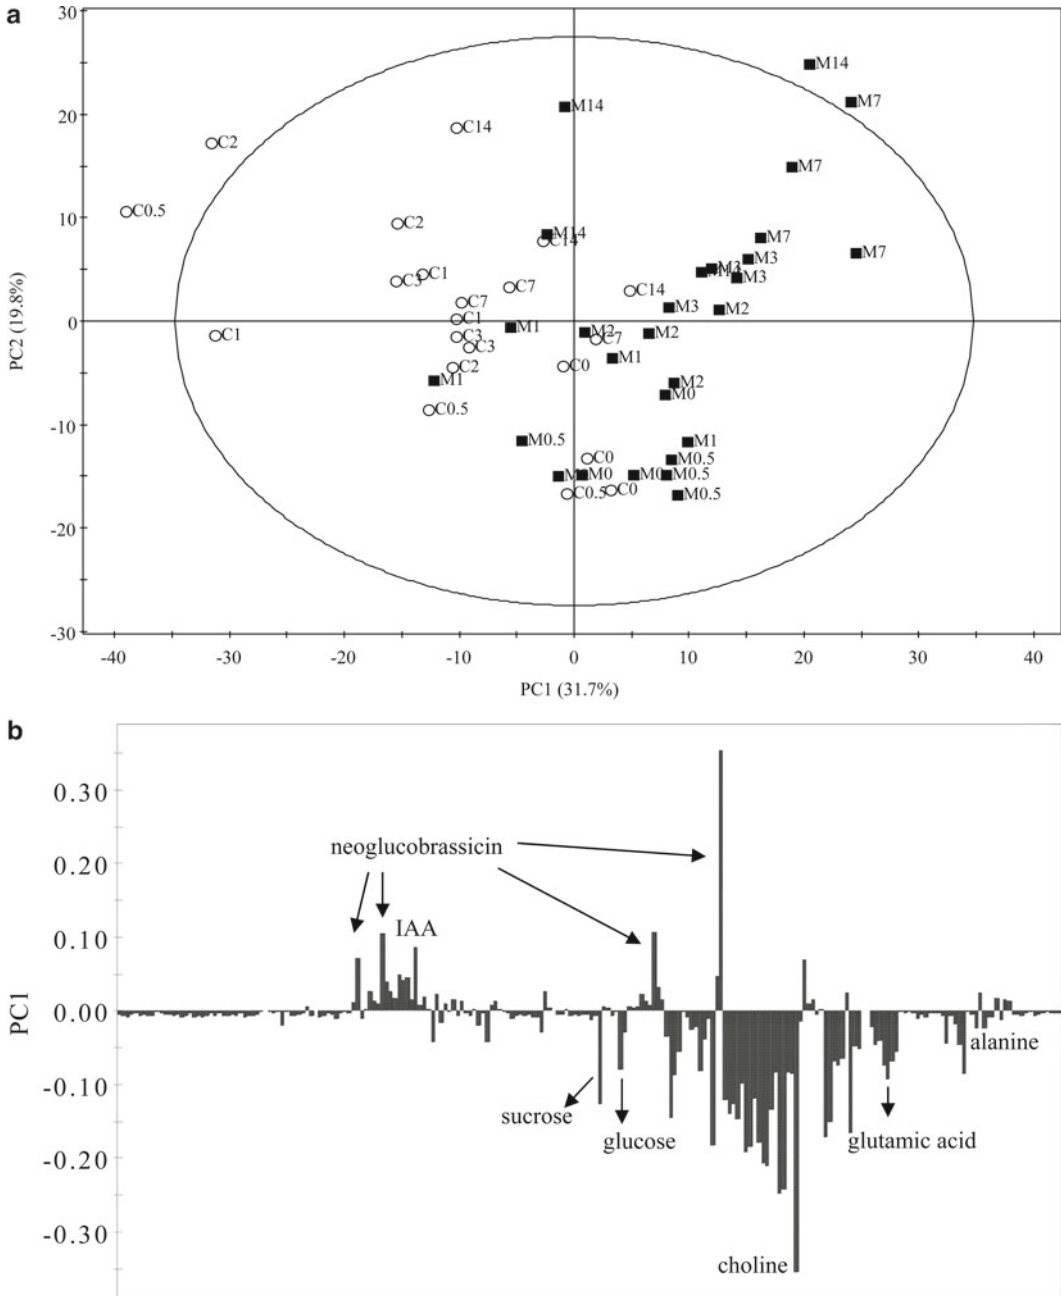 a
30
M14
M7
20
M14
C14
C2
M7
C0.5
10
C2
M14
C14
M7
M3
M7
C1
C3
M3
M3
C7
C7
C14
M3
M2
0
C1
M1
M2
C7
M2
C1
C3
C3
M1
C2
C0
M1
M2
M0
C0.5
-10
M0.5
M1
C0
M0.5
M0
M0
M0.5
C0.5
C0
M0.5
-20
-30
PC2 (19.8%)
-40 -30 -20 -10 0 10 20 30 40
PC1 (31.7%)
b
0.30
neoglucobrassicin
0.20
0.10
IAA
PC1
0.00
alanine
-0.10
sucrose
glucose
glutamic acid
-0.20
-0.30
choline